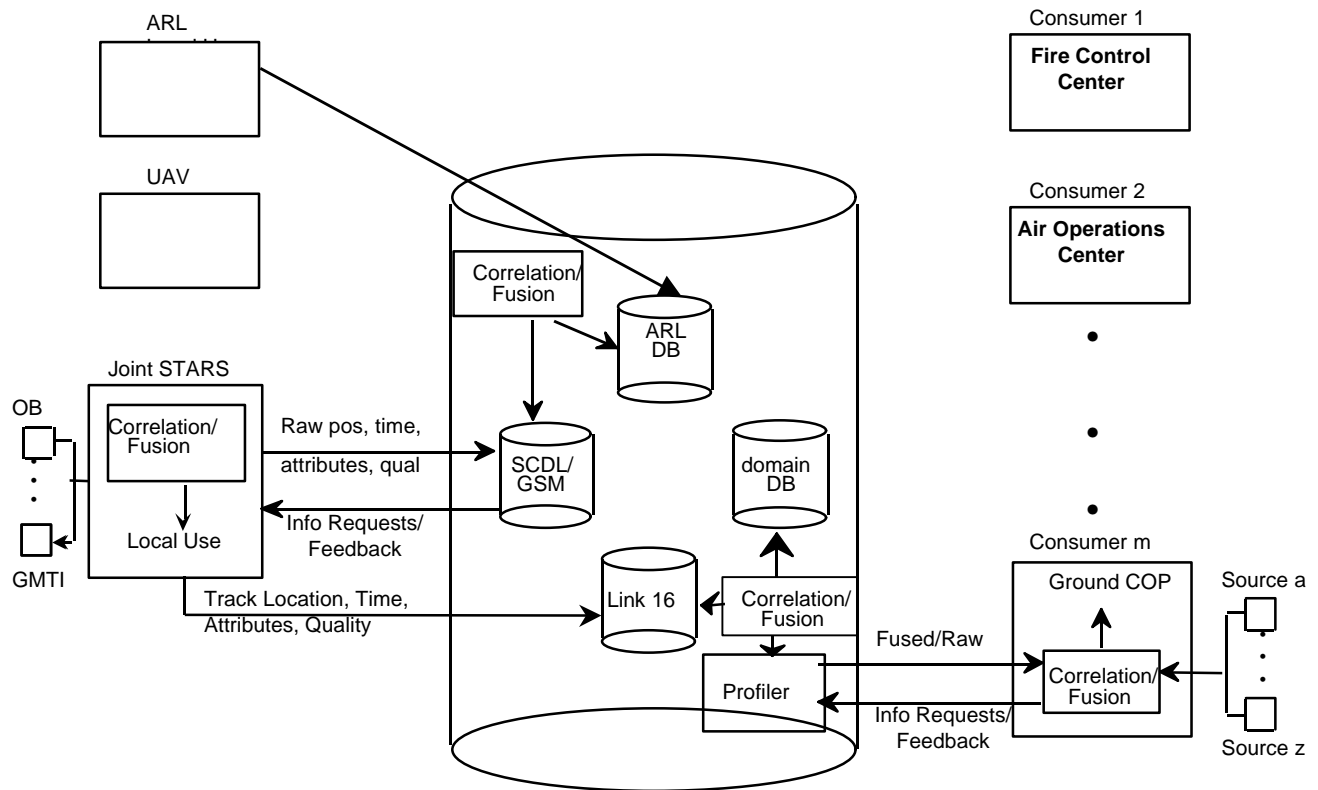 ARL
Consumer 1
Fire Control
Center
UAV
Consumer 2
Air Operations
Center
Correlation/
Fusion
ARL
DB
Joint STARS
OB
Correlation/
Fusion
Local Use
GMTI
Raw pos, time,
attributes, qual
Info Requests/
Feedback
SCDL/
GSM
domain
DB
Track Location, Time,
Attributes, Quality
Link 16
Correlation/
Fusion
Profiler
Fused/Raw
Info Requests/
Feedback
Consumer m
Ground COP
Correlation/
Fusion
Source a
Source z